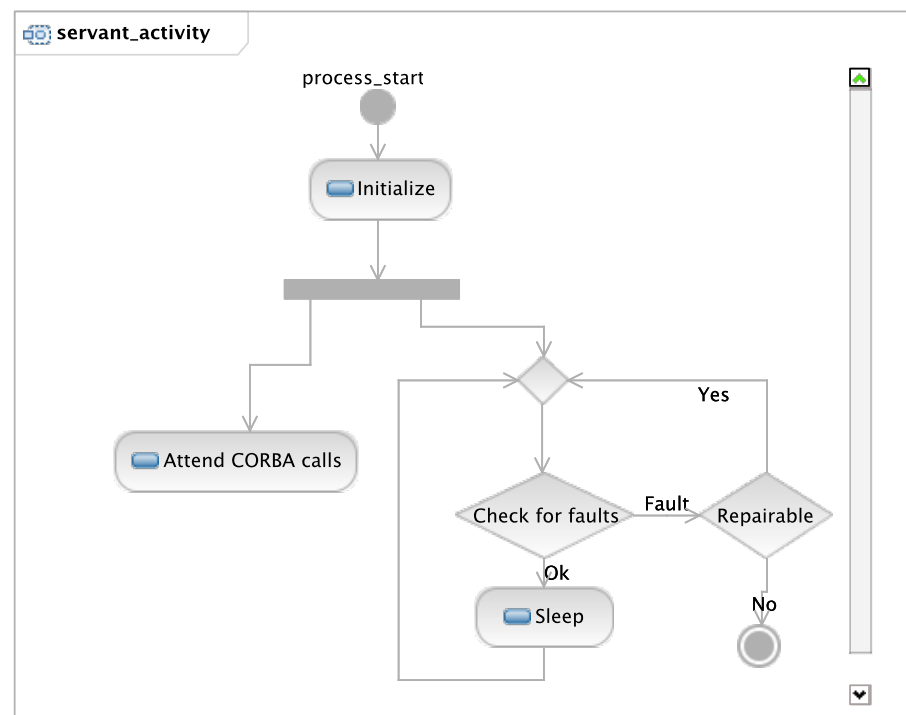 servant_activity
process_start
Initialize
Attend CORBA calls
Yes
Check for faults
Fault
Repairable
Ok
Sleep
No